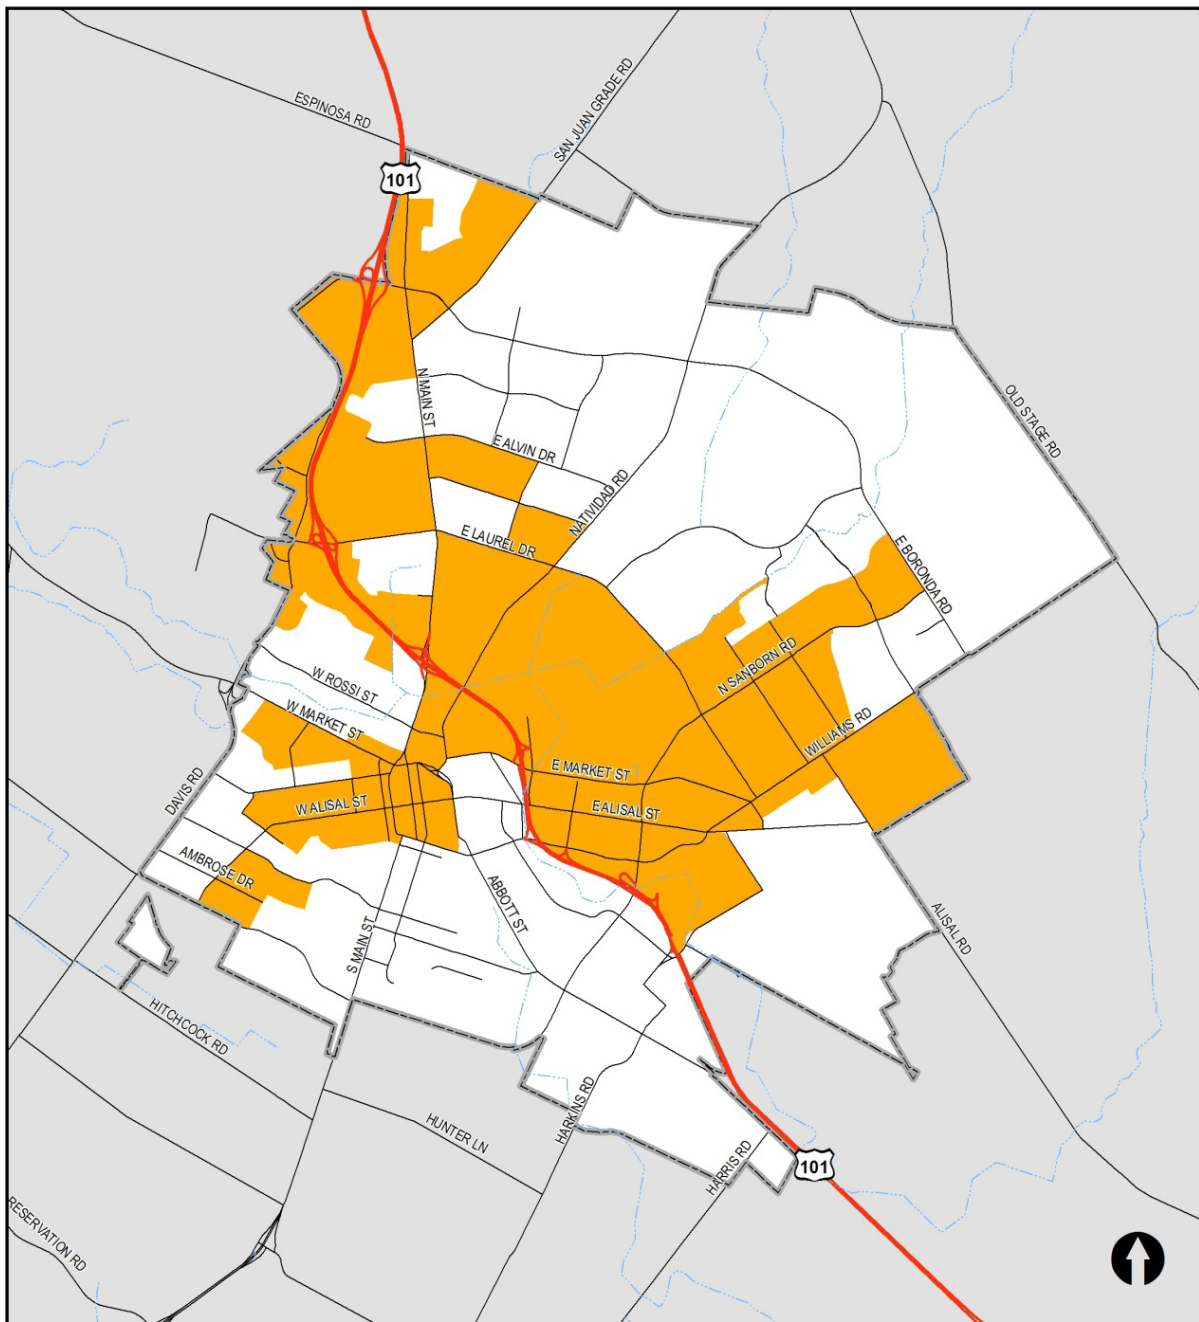 ESPINOSA RD
SAN JUAN GRADE RD
101
N MAIN ST
OLD STAGE RD
E ALVIN DR
NATIVIDAD RD
E LAUREL DR
E BORONDA RD
N SANBORN RD
W ROSSI ST
W MARKET ST
WILLIAMS RD
E MARKET ST
DAVIS RD
W ALISAL ST
E ALISAL ST
AMBROSE DR
ABBOTT ST
ALISAL RD
S MAIN ST
HITCHCOCK RD
HARKINS RD
HUNTER LN
HARRIS RD
101
RESERVATION RD